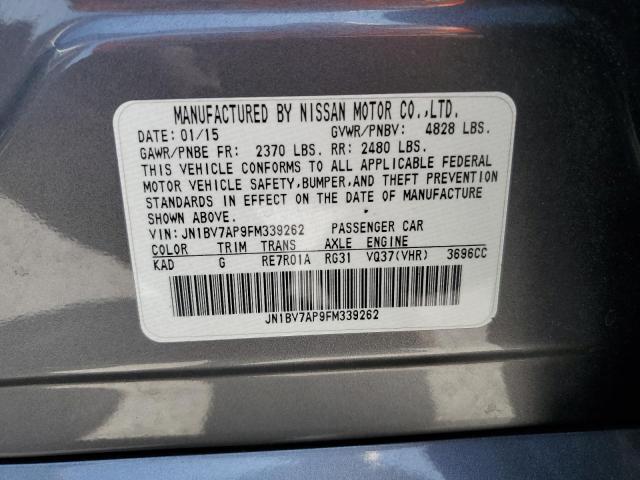 MANUFACTURED BY NISSAN MOTOR CO.,LTD.
DATE: 01/15 GVWR/PNBV: 4828 LBS.
GAWR/PNBE FR: 2370 LBS. RR: 2480 LBS.
THIS VEHICLE CONFORMS TO ALL APPLICABLE FEDERAL
MOTOR VEHICLE SAFETY,BUMPER,AND THEFT PREVENTION
STANDARDS IN EFFECT ON THE DATE OF MANUFACTURE
SHOWN ABOVE.
VIN: JN1BV7AP9FM339262 PASSENGER CAR
COLOR TRIM TRANS AXLE ENGINE
KAD G RE7R01A RG31 VQ37(VHR) 3696CC
JN1BV7AP9FM339262